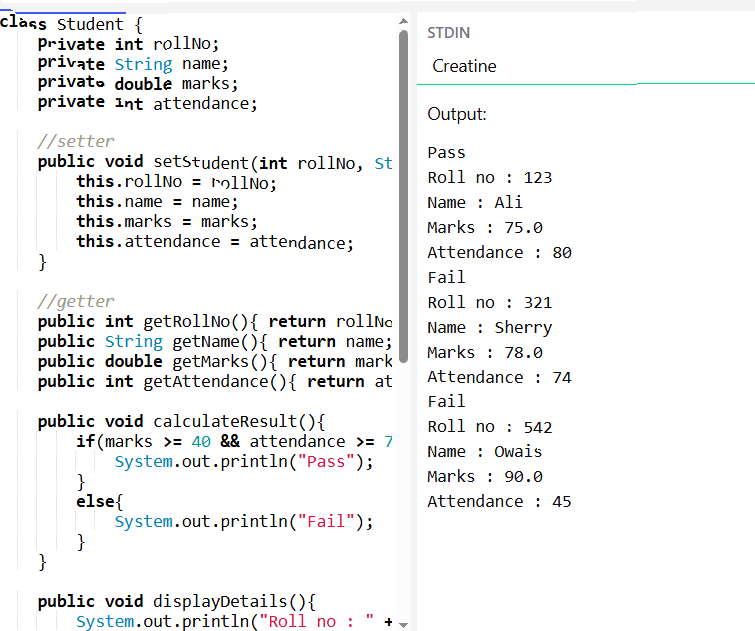 class Student {
Private int rollNo;
private String name;
private double marks;
private int attendance;
//setter
public void setStudent(int rollNo, St
this.rollNo = rollNo;
this.name = name;
this.marks = marks;
this.attendance = attendance;
}
//getter
public int getRollNo(){ return rollNo
public String getName(){ return name;
public double getMarks(){ return mark
public int getAttendance(){ return at
public void calculateResult(){
if(marks >= 40 && attendance >= 7
System.out.println("Pass");
}
else{
System.out.println("Fail");
}
}
public void displayDetails(){
System.out.println("Roll no : " +
STDIN
Creatine
Output:
Pass
Roll no : 123
Name : Ali
Marks : 75.0
Attendance : 80
Fail
Roll no : 321
Name : Sherry
Marks : 78.0
Attendance : 74
Fail
Roll no : 542
Name : Owais
Marks : 90.0
Attendance : 45